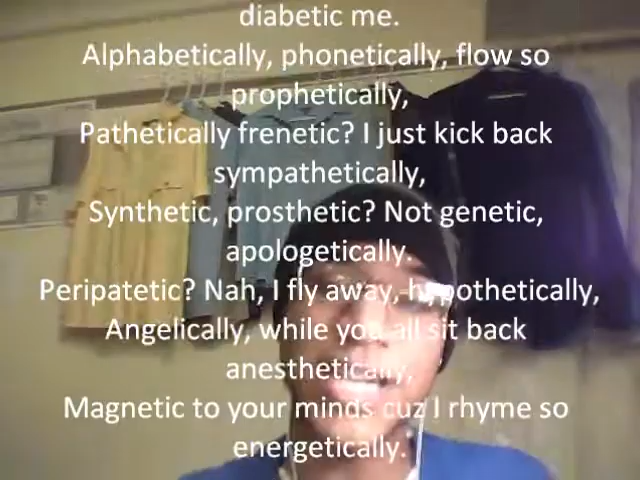 diabetic me.
Alphabetically, phonetically, flow so
prophetically,
Pathetically frenetic? I just kick back
sympathetically,
Synthetic, prosthetic? Not genetic,
apologetically.
Peripatetic? Nah, I fly away, hypothetically,
Angelically, while you all sit back
anesthetically,
Magnetic to your minds cuz I rhyme so
energetically.